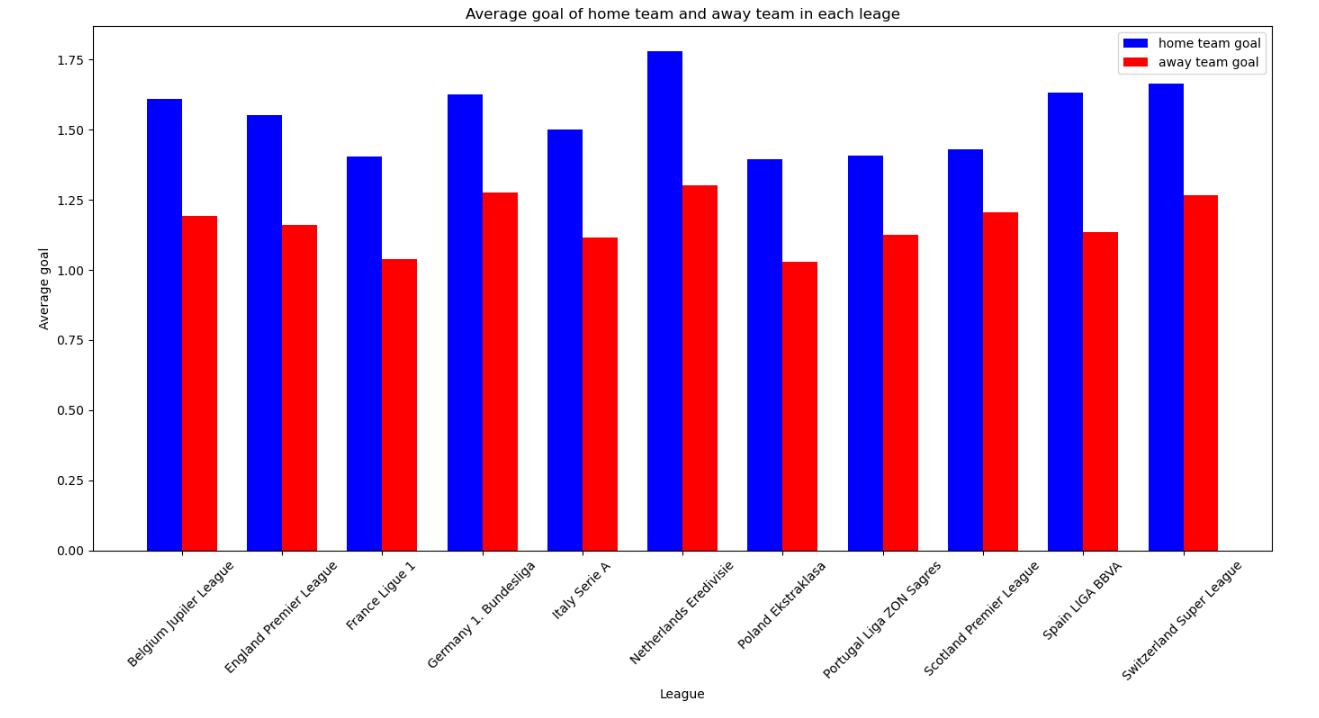 Average goal of home team and away team in each leage
home team goal
away team goal
Average goal
1.75
1.50
1.25
1.00
0.75
0.50
0.25
0.00
Belgium Jupiler League
England Premier League
France Ligue 1
Germany 1. Bundesliga
Italy Serie A
Netherlands Eredivisie
Poland Ekstraklasa
Portugal Liga ZON Sagres
Scotland Premier League
Spain LIGA BBVA
Switzerland Super League
League